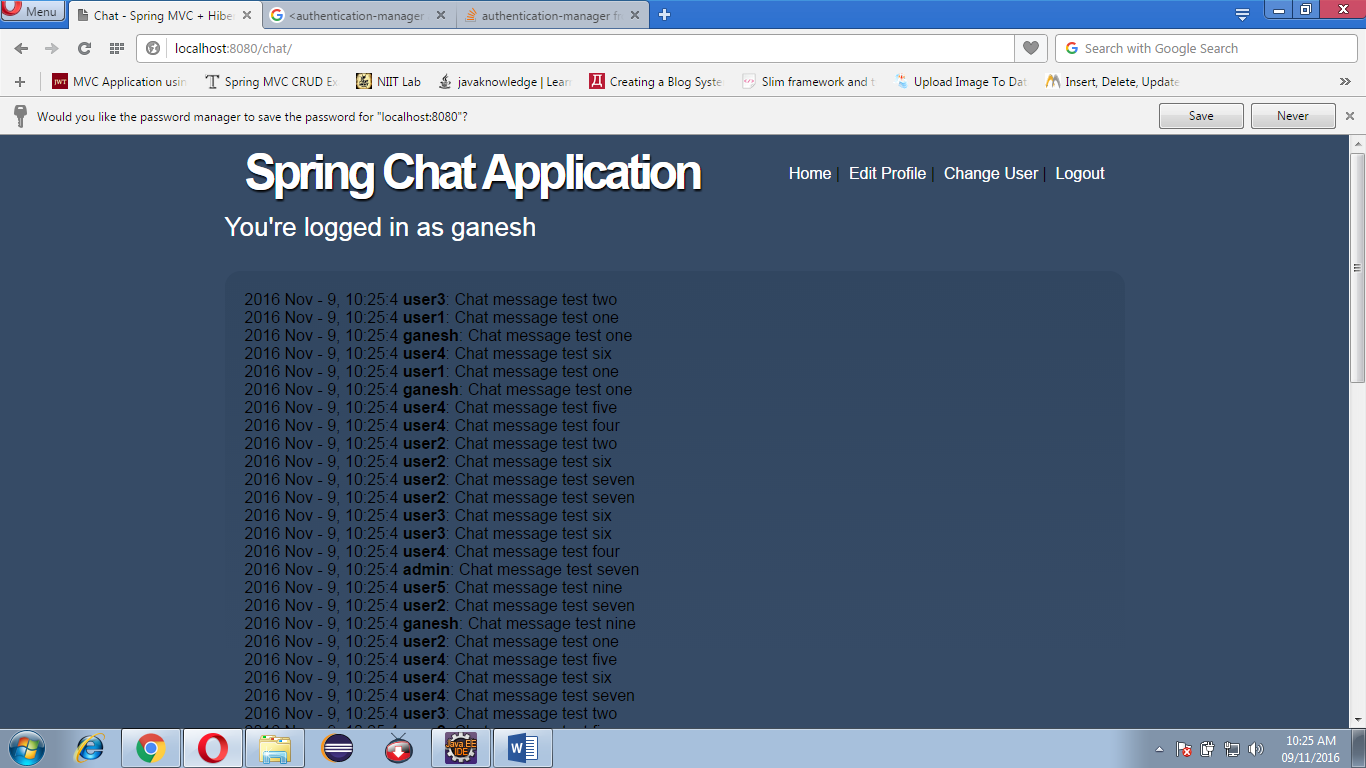 Menu
Chat - Spring MVC + Hibe
<authentication-manager
authentication-manager fr
localhost:8080/chat/
Search with Google Search
MVC Application usin
Spring MVC CRUD Ex
NIIT Lab
javaknowledge | Lear
Creating a Blog Syste
Slim framework and t
Upload Image To Dat
Insert, Delete, Update
Would you like the password manager to save the password for "localhost:8080"?
Save
Never
Spring Chat Application
Home | Edit Profile | Change User | Logout
You're logged in as ganesh
2016 Nov - 9, 10:25:4 user3: Chat message test two
2016 Nov - 9, 10:25:4 user1: Chat message test one
2016 Nov - 9, 10:25:4 ganesh: Chat message test one
2016 Nov - 9, 10:25:4 user4: Chat message test six
2016 Nov - 9, 10:25:4 user1: Chat message test one
2016 Nov - 9, 10:25:4 ganesh: Chat message test one
2016 Nov - 9, 10:25:4 user4: Chat message test five
2016 Nov - 9, 10:25:4 user4: Chat message test four
2016 Nov - 9, 10:25:4 user2: Chat message test two
2016 Nov - 9, 10:25:4 user2: Chat message test six
2016 Nov - 9, 10:25:4 user2: Chat message test seven
2016 Nov - 9, 10:25:4 user2: Chat message test seven
2016 Nov - 9, 10:25:4 user3: Chat message test six
2016 Nov - 9, 10:25:4 user3: Chat message test six
2016 Nov - 9, 10:25:4 user4: Chat message test four
2016 Nov - 9, 10:25:4 admin: Chat message test seven
2016 Nov - 9, 10:25:4 user5: Chat message test nine
2016 Nov - 9, 10:25:4 user2: Chat message test seven
2016 Nov - 9, 10:25:4 ganesh: Chat message test nine
2016 Nov - 9, 10:25:4 user2: Chat message test one
2016 Nov - 9, 10:25:4 user4: Chat message test five
2016 Nov - 9, 10:25:4 user4: Chat message test six
2016 Nov - 9, 10:25:4 user4: Chat message test seven
2016 Nov - 9, 10:25:4 user3: Chat message test two
Java EE
IDE
10:25 AM
09/11/2016